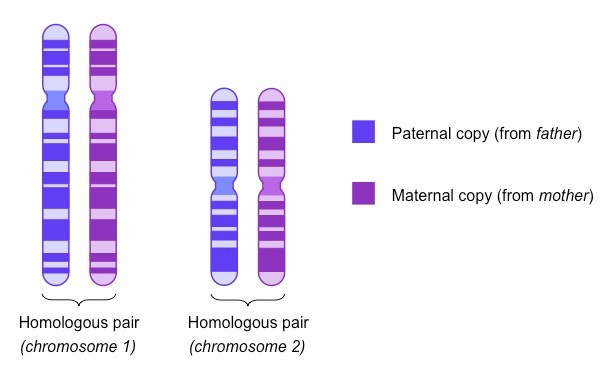 Paternal copy (from father)
Maternal copy (from mother)
Homologous pair
(chromosome 1)
Homologous pair
(chromosome 2)